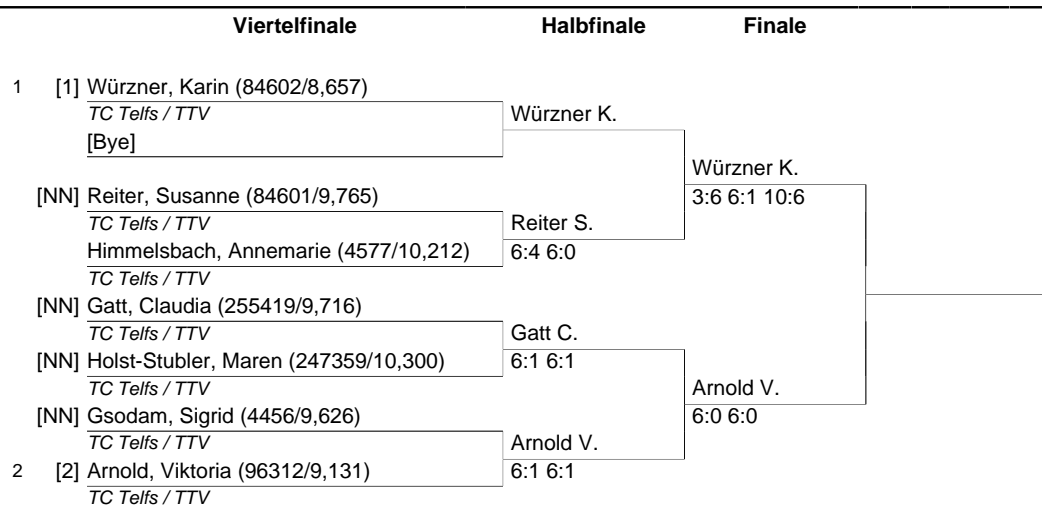 Viertelfinale Halbfinale Finale
1 [1] Würzner, Karin (84602/8,657)
TC Telfs / TTV Würzner K.
[Bye]
Würzner K.
[NN] Reiter, Susanne (84601/9,765) 3:6 6:1 10:6
TC Telfs / TTV Reiter S.
Himmelsbach, Annemarie (4577/10,212) 6:4 6:0
TC Telfs / TTV
[NN] Gatt, Claudia (255419/9,716)
TC Telfs / TTV Gatt C.
[NN] Holst-Stubler, Maren (247359/10,300) 6:1 6:1
TC Telfs / TTV Arnold V.
[NN] Gsodam, Sigrid (4456/9,626) 6:0 6:0
TC Telfs / TTV Arnold V.
2 [2] Arnold, Viktoria (96312/9,131) 6:1 6:1
TC Telfs / TTV